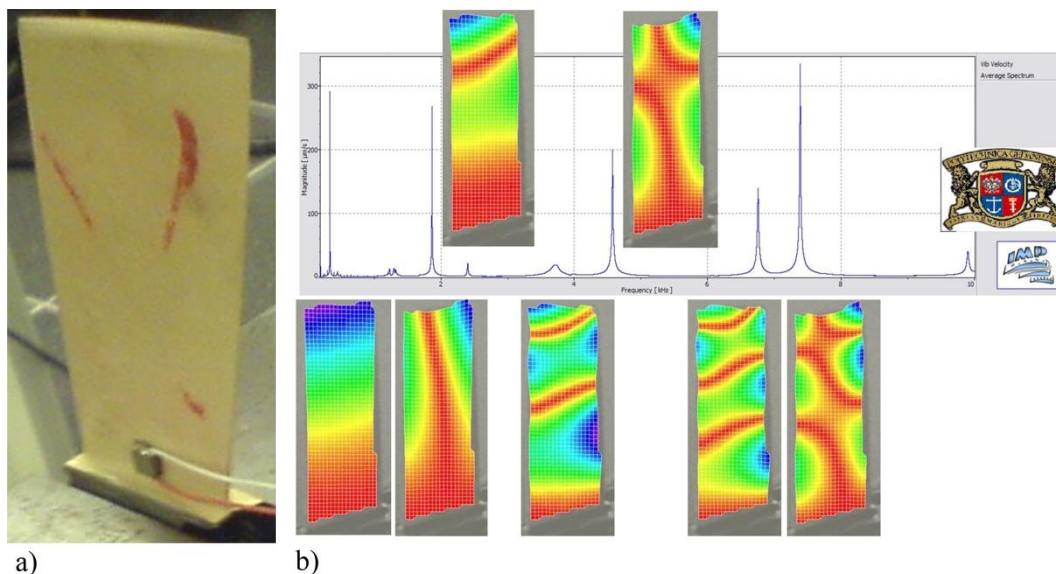 Vib Velocity
Average Spectrum
300
200
100
0
Magnitude [ µm/s ]
2
4
6
8
10
Frequency [ kHz ]
IMP
a)
b)